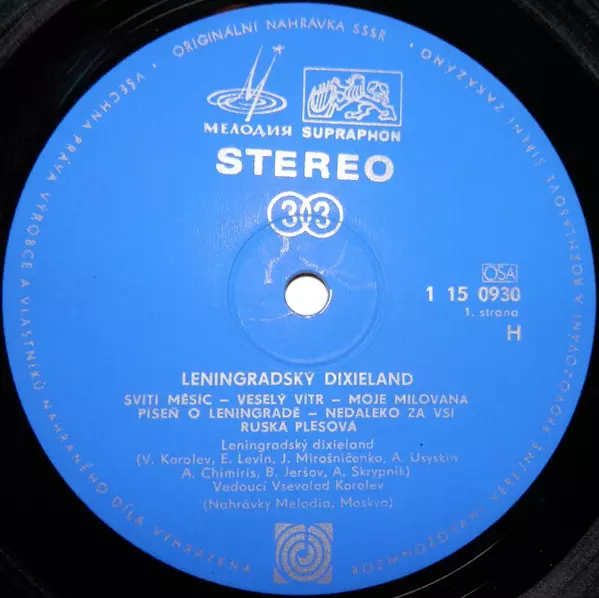 VŠECHNA PRÁVA VÝROBCE A VLASTNÍKŮ NAHRANÉHO DÍLA VYHRAZENA
ORIGINÁLNÍ NAHRÁVKA SSSR
ROZMNOŽOVÁNÍ, VEŘEJNÉ PROVOZOVÁNÍ A ROZHLASOVÉ ŠÍŘENÍ ZAKÁZÁNO
МЕЛОДИЯ SUPRAPHON
STEREO
33
OSA
1 15 0930
1. strana
H
LENINGRADSKÝ DIXIELAND
SVÍTÍ MĚSÍC – VESELÝ VÍTR – MOJE MILOVANÁ
PÍSEŇ O LENINGRADĚ – NEDALEKO ZA VSÍ
RUSKÁ PLESOVÁ
Leningradský dixieland
(V. Korolev, E. Levin, J. Mirošničenko, A. Usyskin
A. Chimiris, B. Jeršov, A. Skrypnik)
Vedoucí Vsevolod Korolev
(Nahrávky Melodia, Moskva)